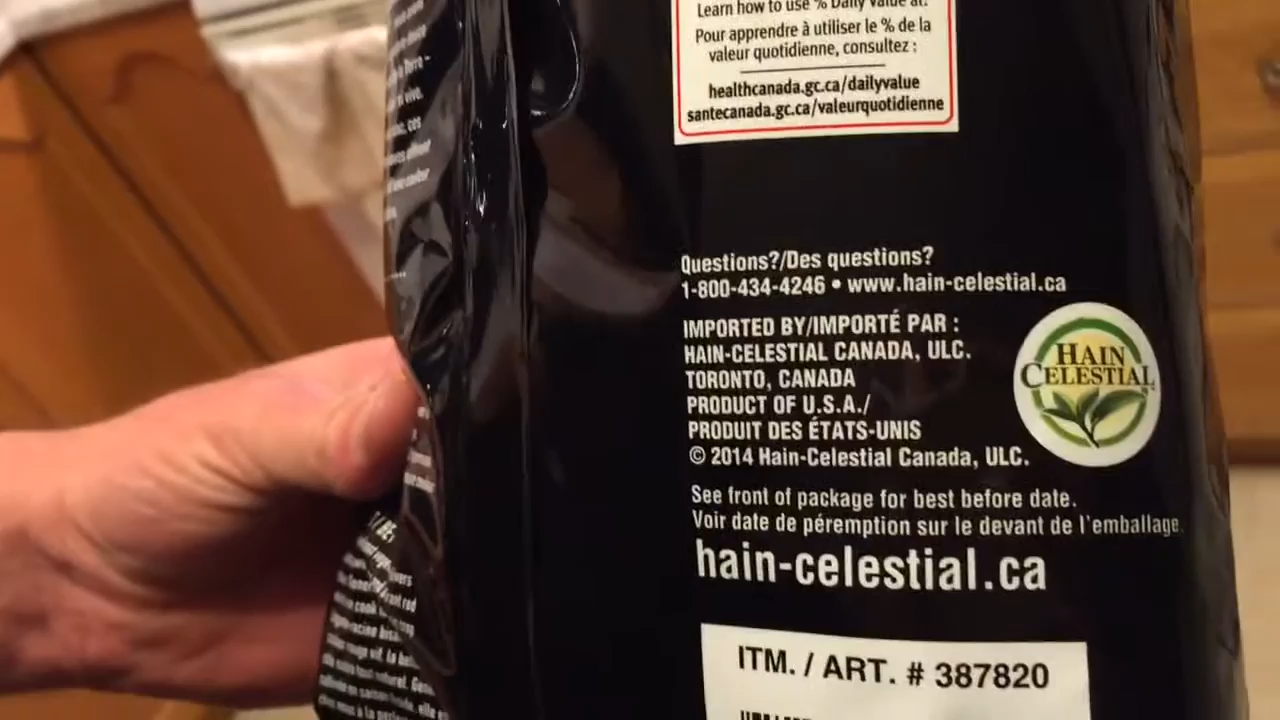 Learn how to use % Daily Value at:
Pour apprendre à utiliser le % de la
valeur quotidienne, consultez :
healthcanada.gc.ca/dailyvalue
santecanada.gc.ca/valeurquotidienne
Questions?/Des questions?
1-800-434-4246 • www.hain-celestial.ca
IMPORTED BY/IMPORTÉ PAR :
HAIN-CELESTIAL CANADA, ULC.
TORONTO, CANADA
PRODUCT OF U.S.A./
PRODUIT DES ÉTATS-UNIS
© 2014 Hain-Celestial Canada, ULC.
HAIN
CELESTIAL
See front of package for best before date.
Voir date de péremption sur le devant de l'emballage.
hain-celestial.ca
ITM. / ART. # 387820